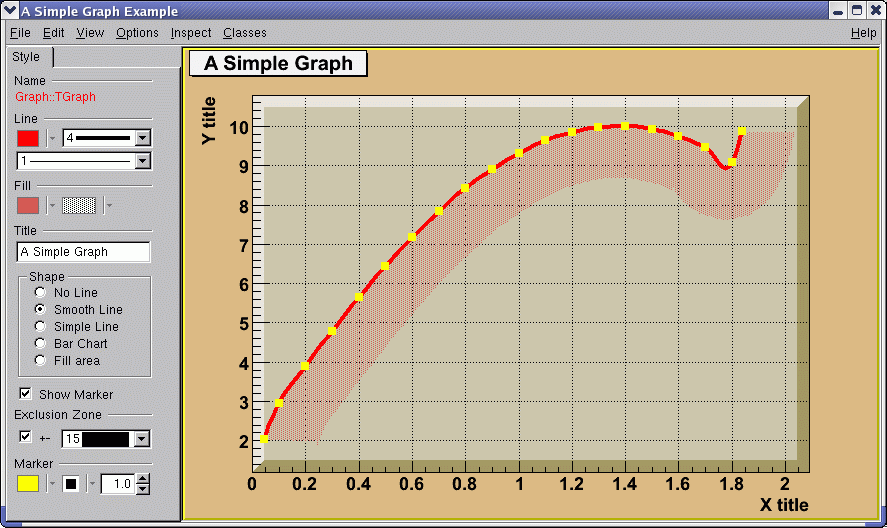 A Simple Graph Example
File Edit View Options Inspect Classes Help
Style
Name
Graph::TGraph
Line
4
1
Fill
Title
A Simple Graph
Shape
No Line
Smooth Line
Simple Line
Bar Chart
Fill area
Show Marker
Exclusion Zone
+- 15
Marker
1.0
A Simple Graph
Y title
10
9
8
7
6
5
4
3
2
0 0.2 0.4 0.6 0.8 1 1.2 1.4 1.6 1.8 2
X title